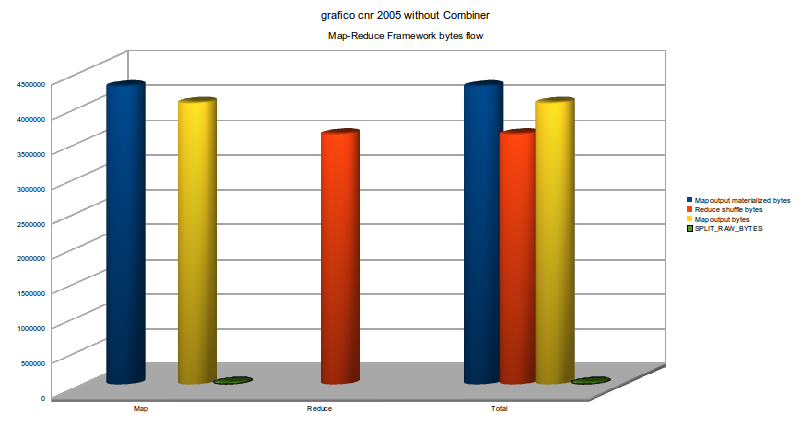 grafico cnr 2005 without Combiner
Map-Reduce Framework bytes flow
4500000
4000000
3500000
3000000
2500000
2000000
1500000
1000000
500000
0
Map
Reduce
Total
Map output materialized bytes
Reduce shuffle bytes
Map output bytes
SPLIT_RAW_BYTES